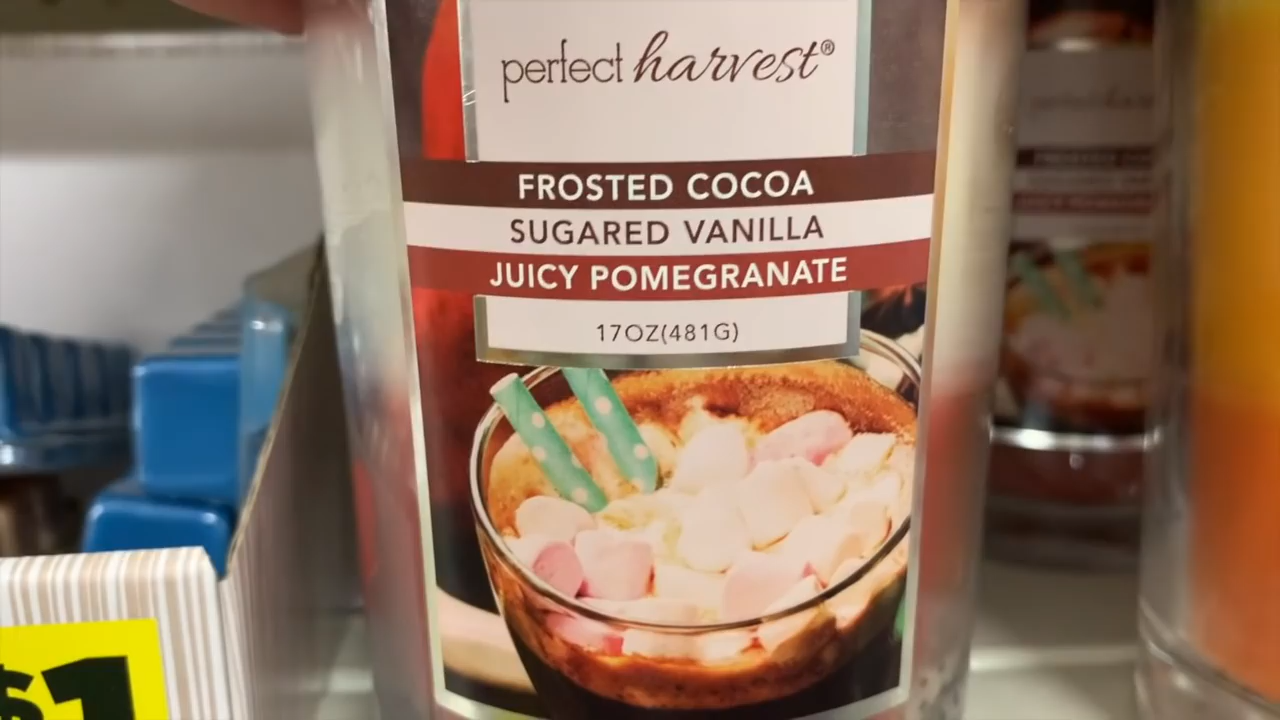 perfect harvest®
FROSTED COCOA
SUGARED VANILLA
JUICY POMEGRANATE
17OZ(481G)
$1